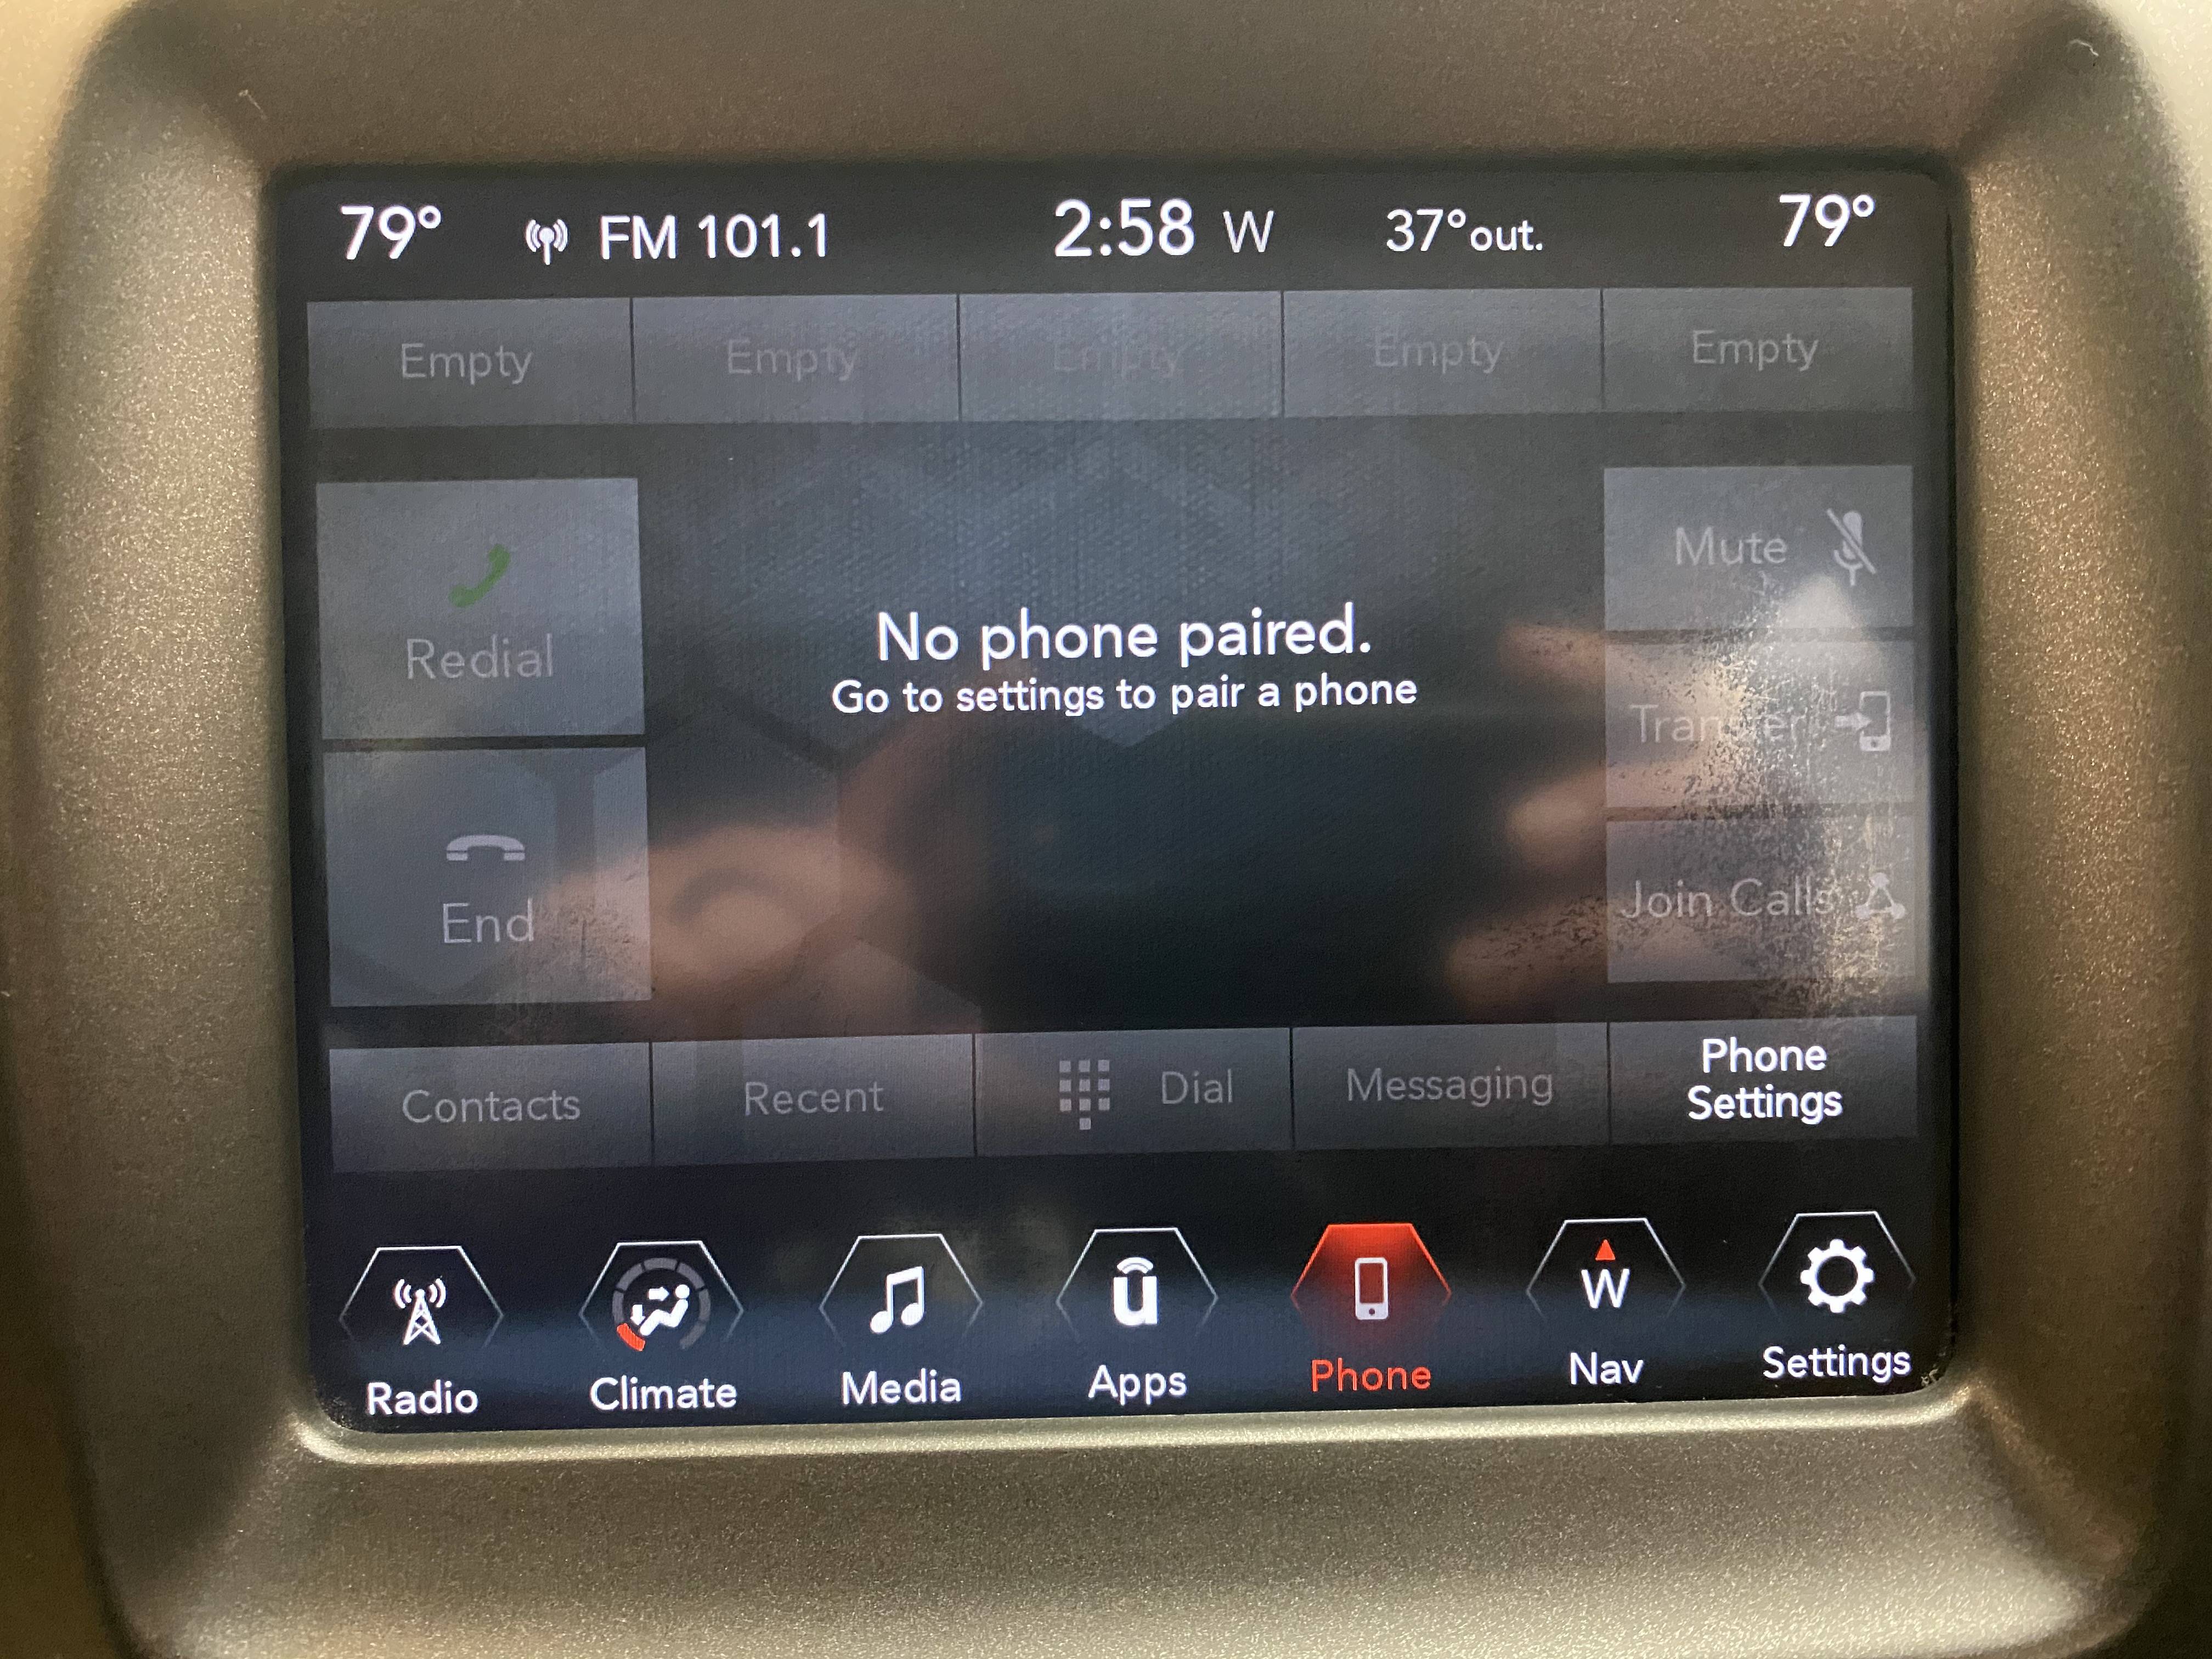 79° FM 101.1 2:58 W 37°out. 79°
Empty Empty Empty Empty Empty
Redial
Mute
No phone paired.
Go to settings to pair a phone
Transfer
End
Join Calls
Contacts Recent Dial Messaging Phone
Settings
u W
Radio Climate Media Apps Phone Nav Settings